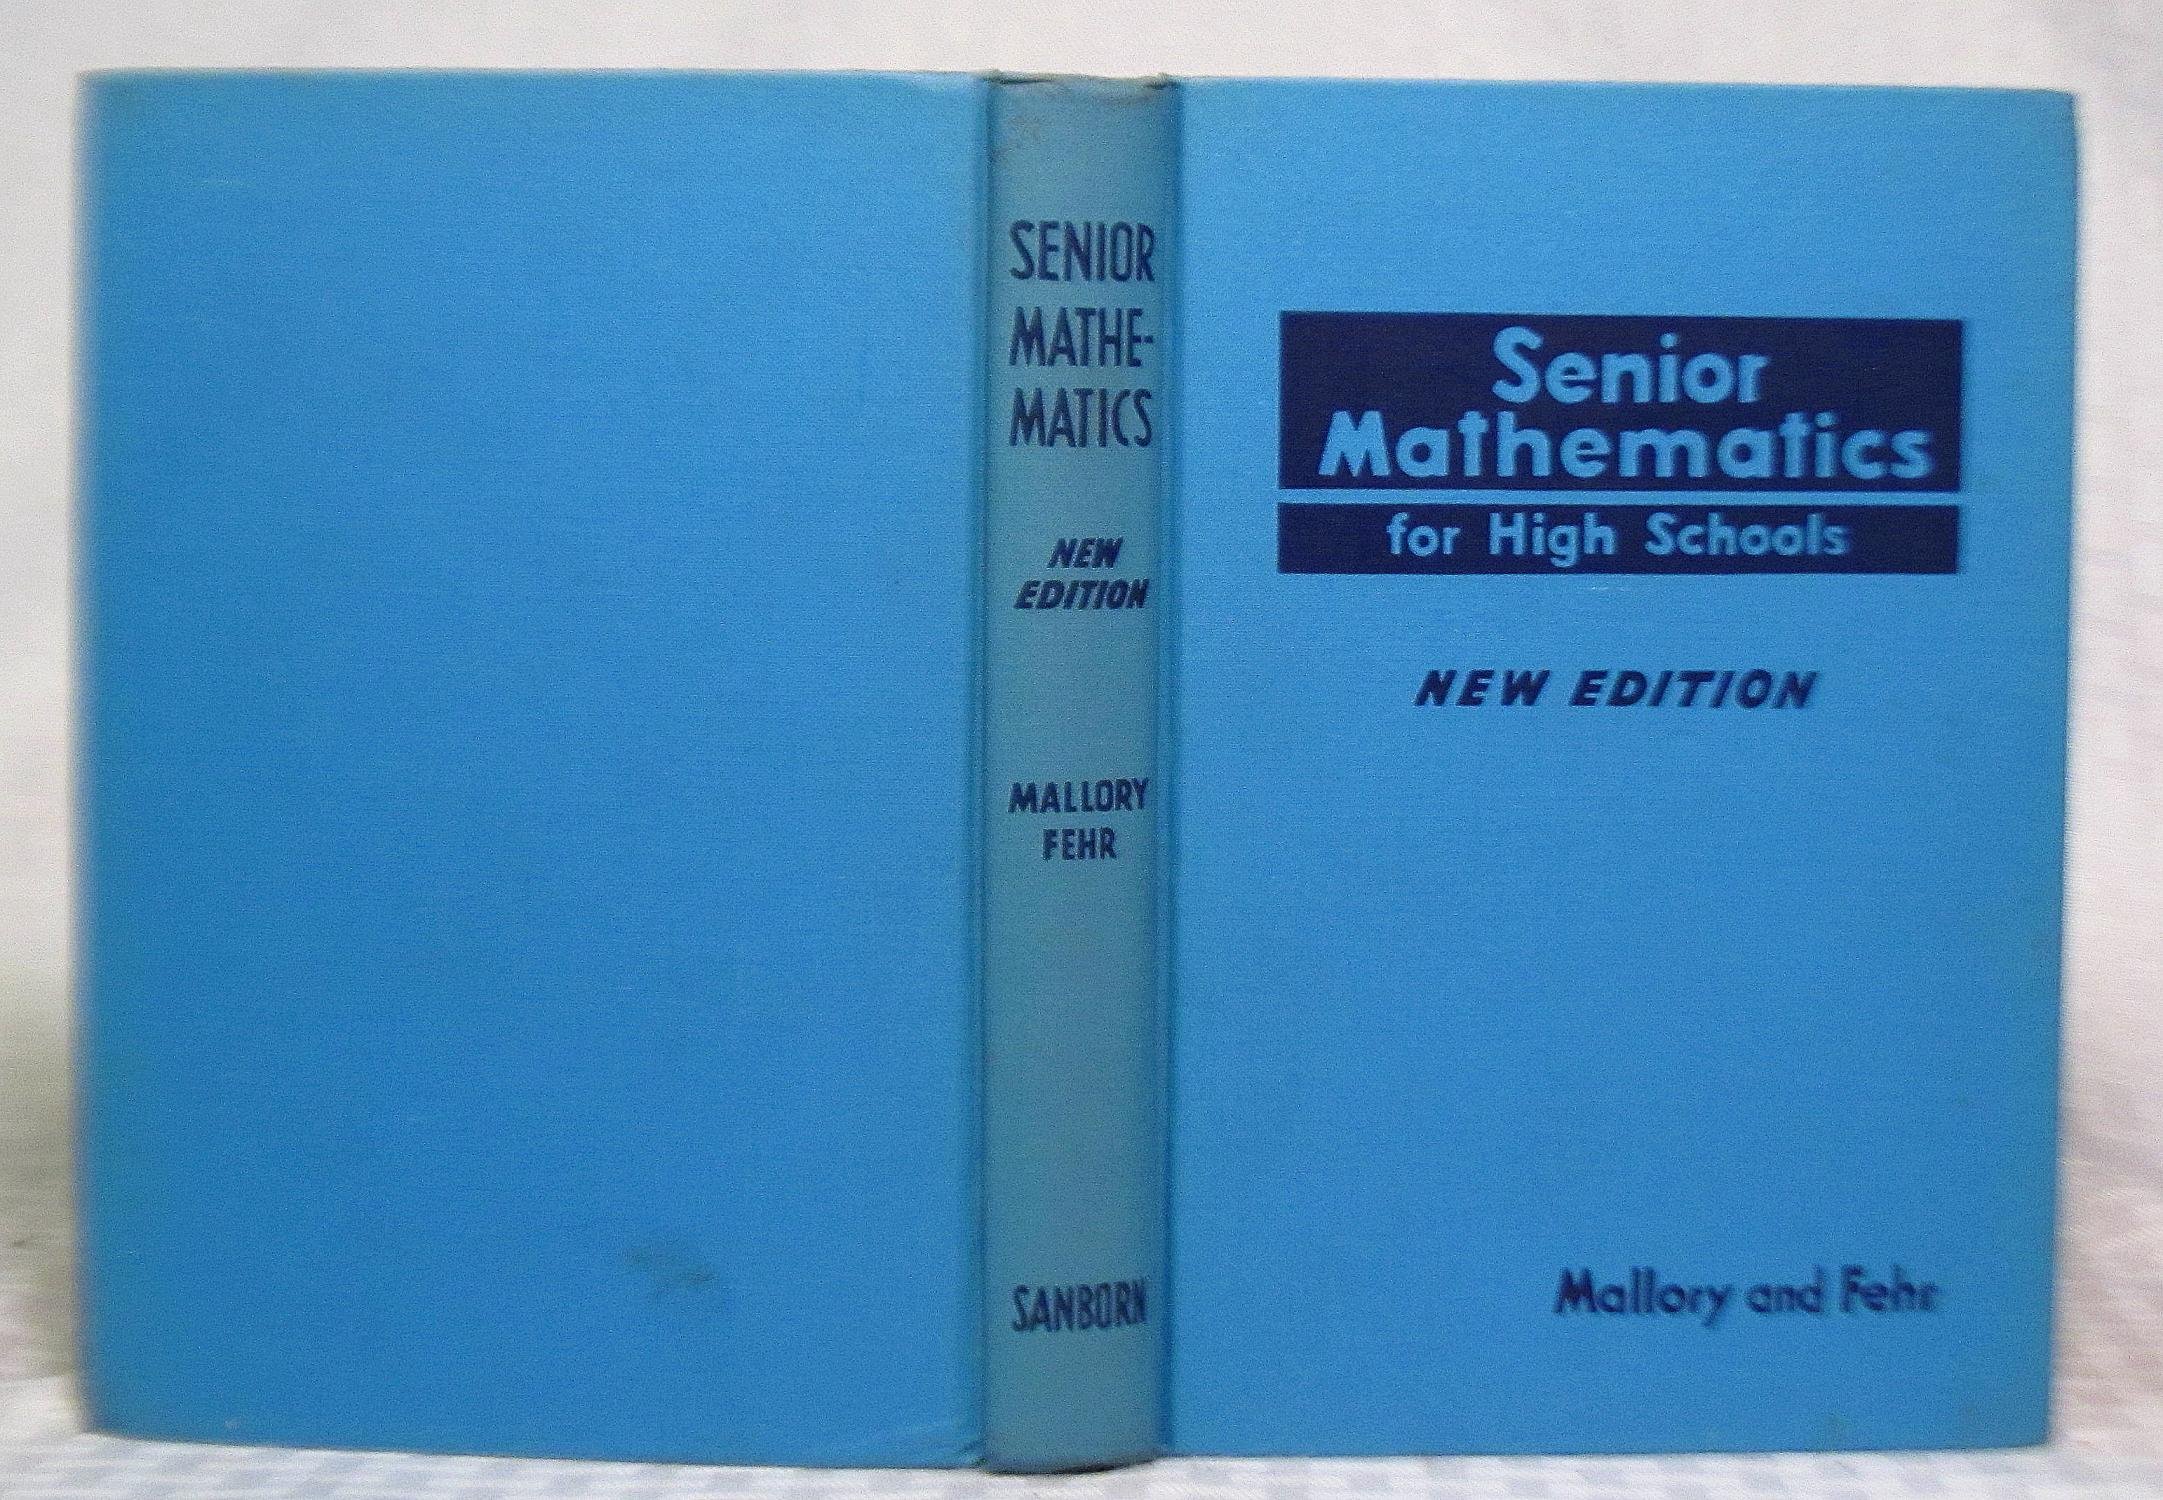 SENIOR
MATHE-
MATICS
NEW
EDITION
MALLORY
FEHR
SANBORN
Senior
Mathematics
for High Schools
NEW EDITION
Mallory and Fehr